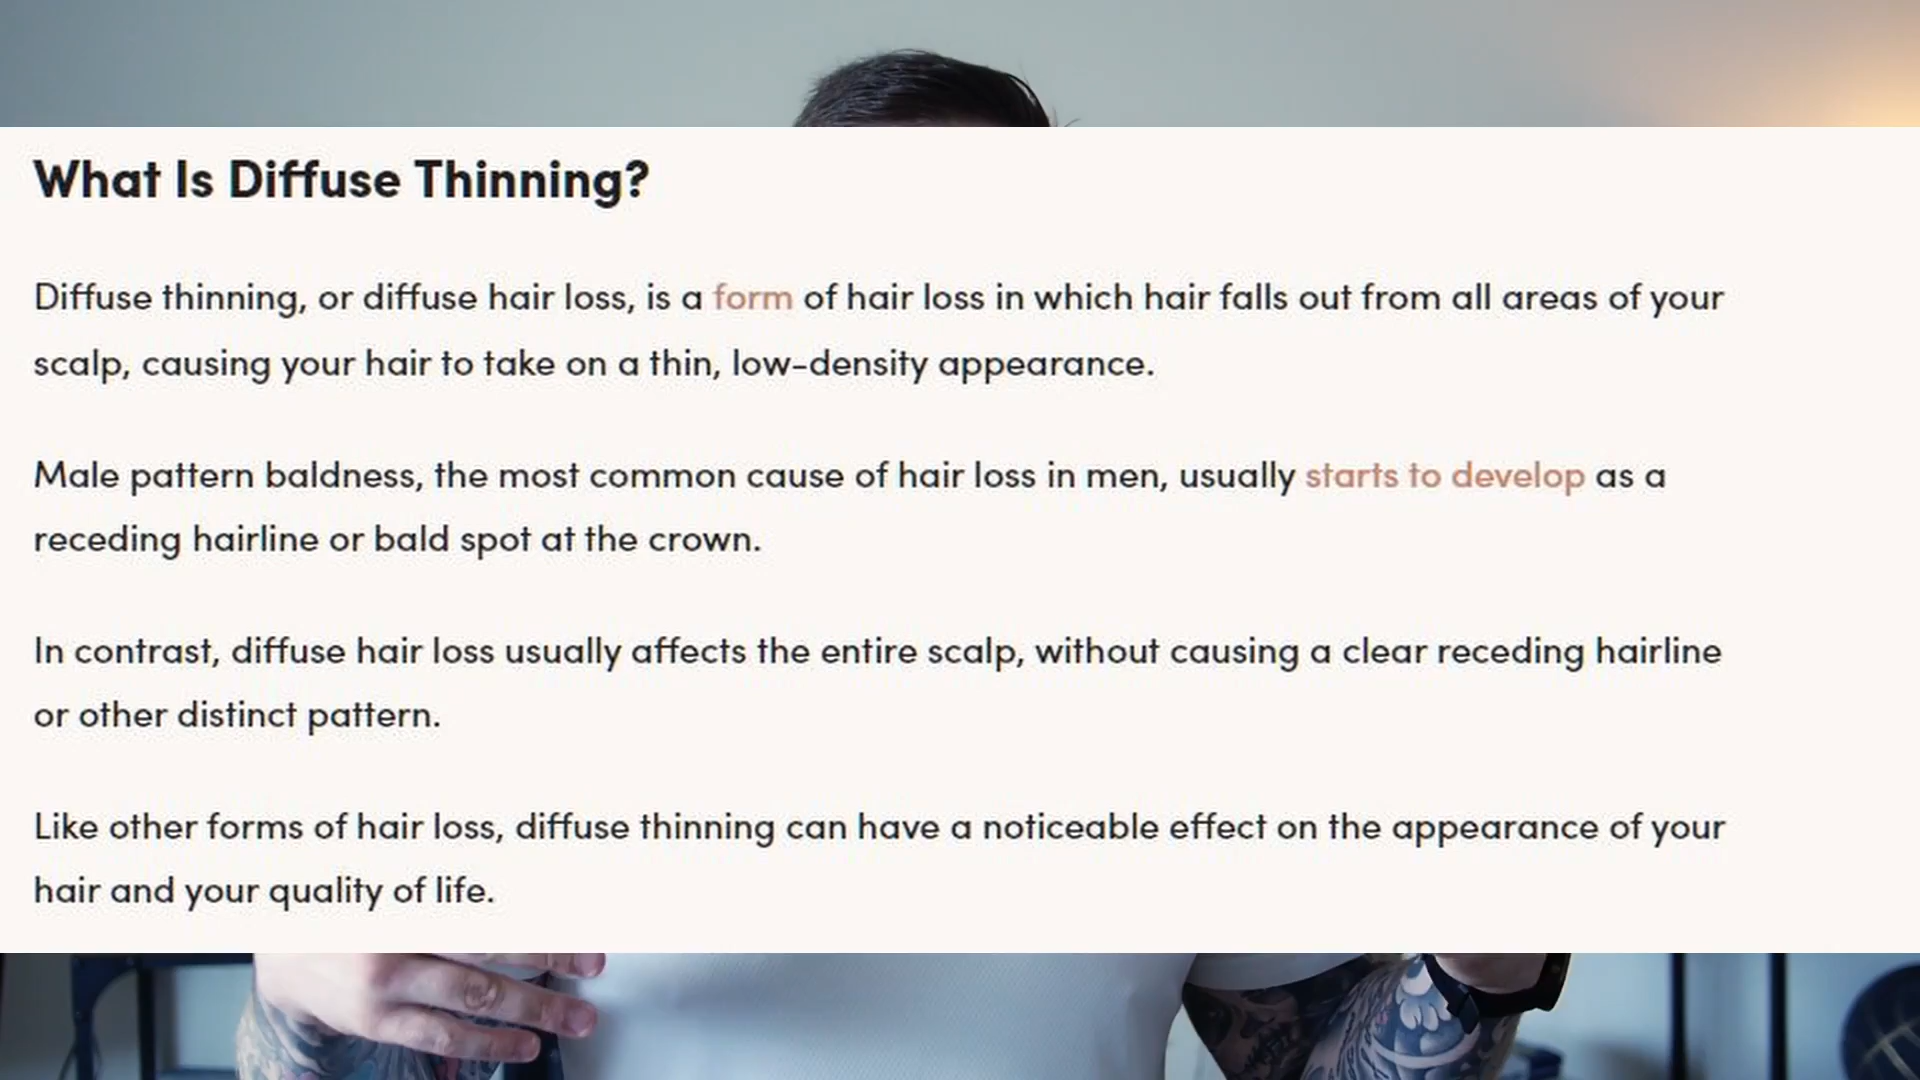 What Is Diffuse Thinning?
Diffuse thinning, or diffuse hair loss, is a form of hair loss in which hair falls out from all areas of your
scalp, causing your hair to take on a thin, low-density appearance.
Male pattern baldness, the most common cause of hair loss in men, usually starts to develop as a
receding hairline or bald spot at the crown.
In contrast, diffuse hair loss usually affects the entire scalp, without causing a clear receding hairline
or other distinct pattern.
Like other forms of hair loss, diffuse thinning can have a noticeable effect on the appearance of your
hair and your quality of life.